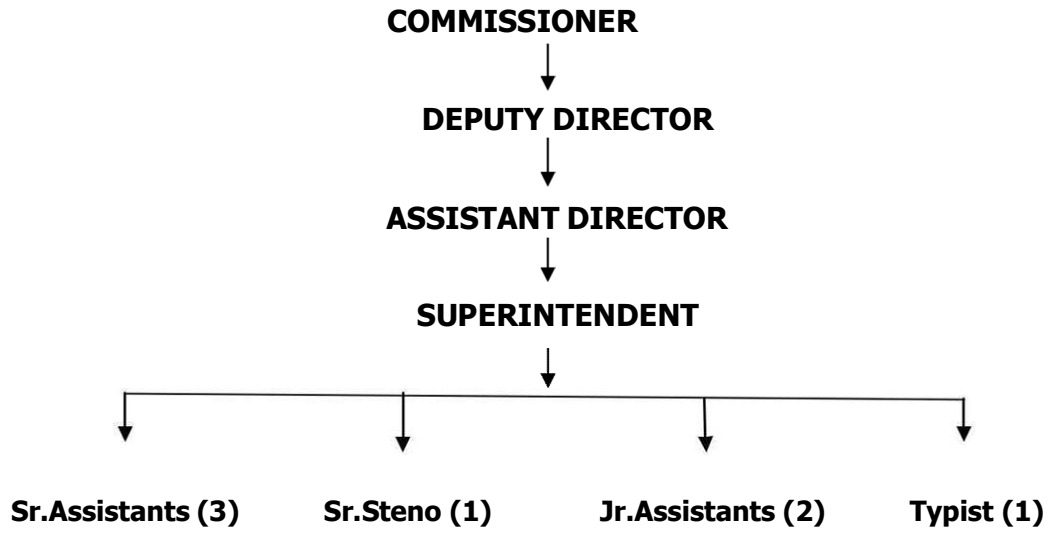 COMMISSIONER
DEPUTY DIRECTOR
ASSISTANT DIRECTOR
SUPERINTENDENT
Sr.Assistants (3) Sr.Steno (1) Jr.Assistants (2) Typist (1)